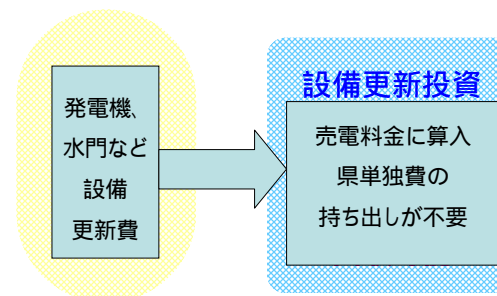 発電機、
水門など
設備
更新費
設備更新投資
売電料金に算入
県単独費の
持ち出しが不要